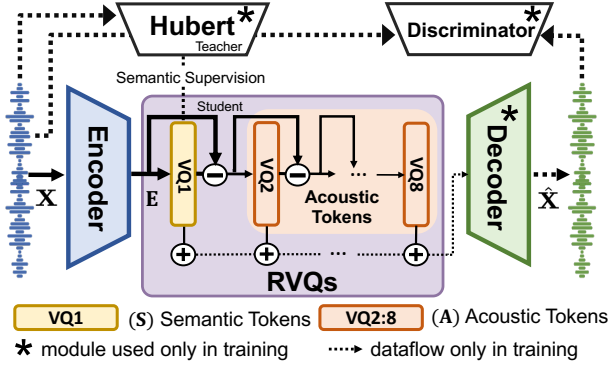 Hubert*
Teacher
Discriminator*
Semantic Supervision
Student
Encoder
X
E
VQ1
VQ2
...
VQ8
Acoustic
Tokens
*Decoder
X̂
...
RVQs
VQ1 (S) Semantic Tokens VQ2:8 (A) Acoustic Tokens
* module used only in training dataflow only in training